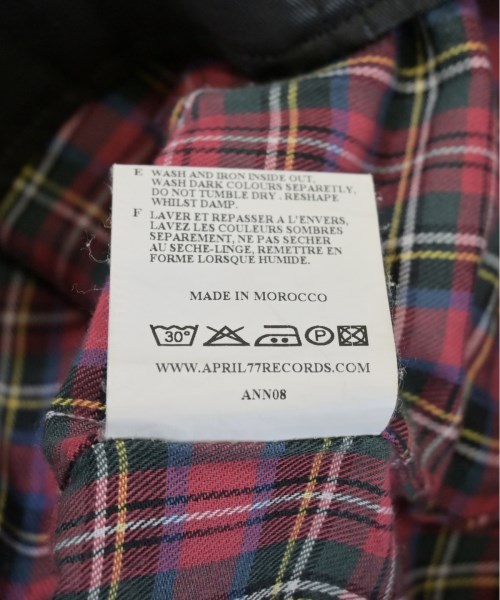 E WASH AND IRON INSIDE OUT,
WASH DARK COLOURS SEPARETLY,
DO NOT TUMBLE DRY . RESHAPE
WHILST DAMP.
F LAVER ET REPASSER A L'ENVERS,
LAVEZ LES COULEURS SOMBRES
SEPAREMENT, NE PAS SECHER
AU SECHE-LINGE, REMETTRE EN
FORME LORSQUE HUMIDE.
MADE IN MOROCCO
30° P
WWW.APRIL77RECORDS.COM
ANN08